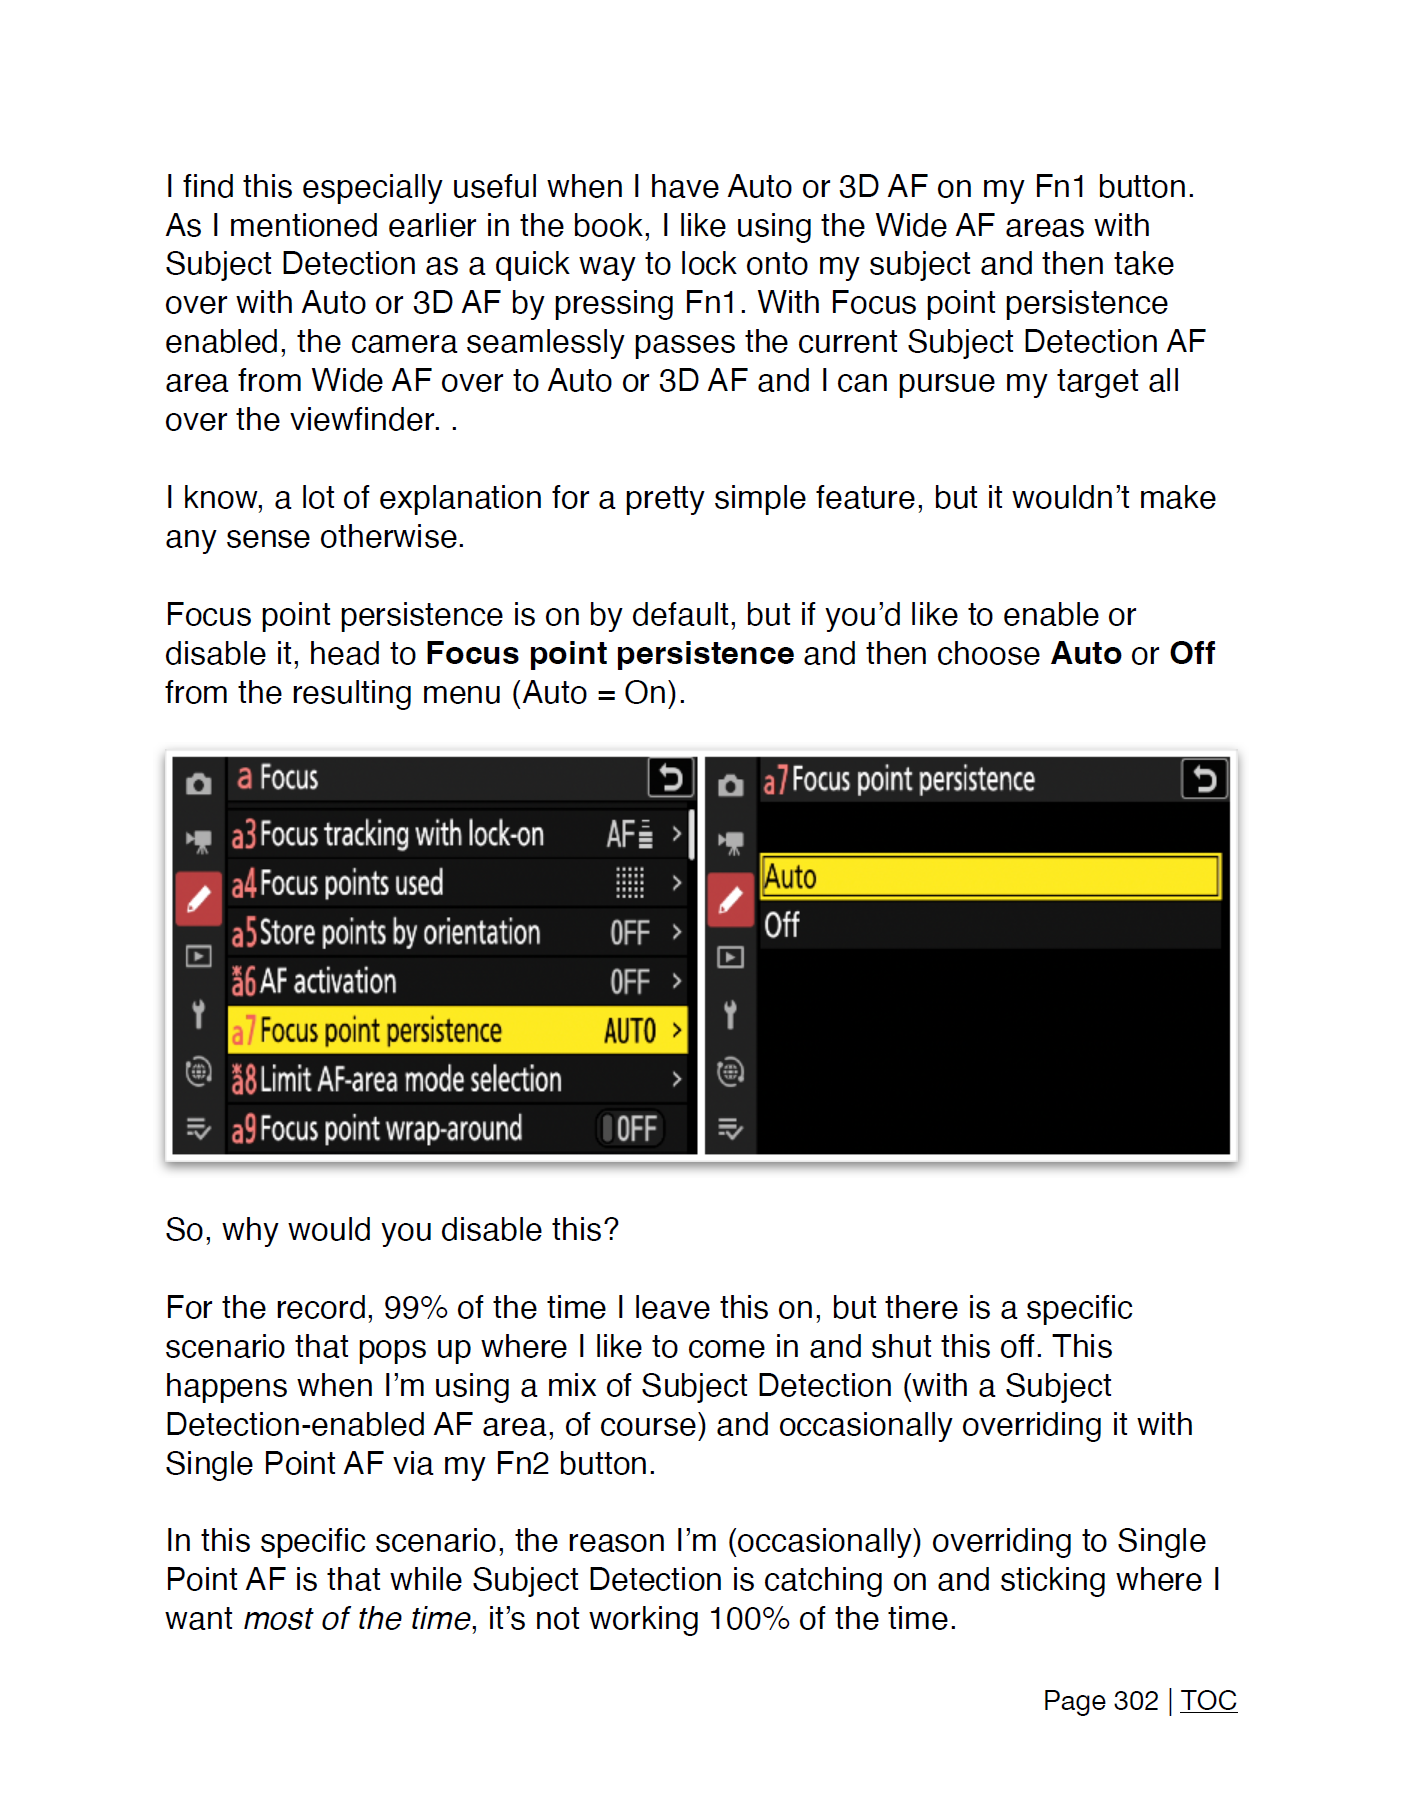 I find this especially useful when I have Auto or 3D AF on my Fn1 button.
As I mentioned earlier in the book, I like using the Wide AF areas with
Subject Detection as a quick way to lock onto my subject and then take
over with Auto or 3D AF by pressing Fn1. With Focus point persistence
enabled, the camera seamlessly passes the current Subject Detection AF
area from Wide AF over to Auto or 3D AF and I can pursue my target all
over the viewfinder. .
I know, a lot of explanation for a pretty simple feature, but it wouldn’t make
any sense otherwise.
Focus point persistence is on by default, but if you’d like to enable or
disable it, head to Focus point persistence and then choose Auto or Off
from the resulting menu (Auto = On).
a Focus
a3 Focus tracking with lock-on AF
a4 Focus points used
a5 Store points by orientation OFF
*a6 AF activation OFF
a7 Focus point persistence AUTO
*a8 Limit AF-area mode selection
a9 Focus point wrap-around OFF
a7 Focus point persistence
Auto
Off
So, why would you disable this?
For the record, 99% of the time I leave this on, but there is a specific
scenario that pops up where I like to come in and shut this off. This
happens when I’m using a mix of Subject Detection (with a Subject
Detection-enabled AF area, of course) and occasionally overriding it with
Single Point AF via my Fn2 button.
In this specific scenario, the reason I’m (occasionally) overriding to Single
Point AF is that while Subject Detection is catching on and sticking where I
want most of the time, it’s not working 100% of the time.
Page 302 | TOC